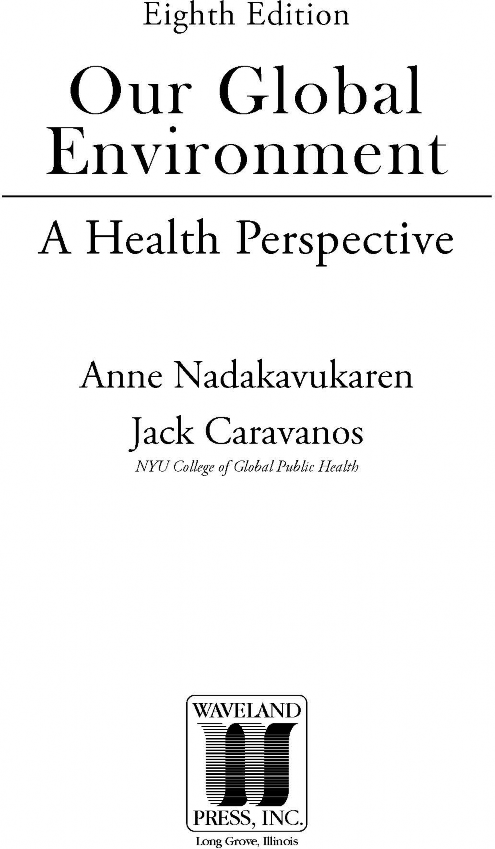 Eighth Edition
Our Global
Environment
A Health Perspective
Anne Nadakavukaren
Jack Caravanos
NYU College of Global Public Health
WAVELAND
PRESS, INC.
Long Grove, Illinois